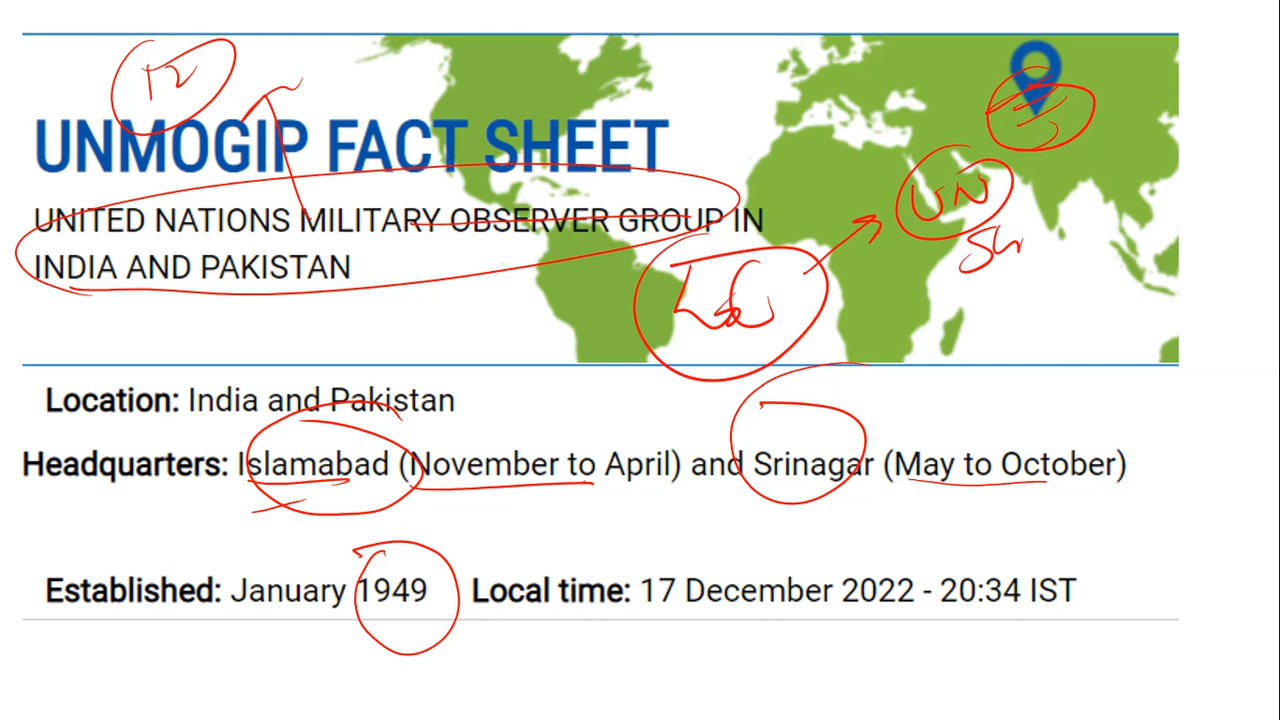 12
UNMOGIP FACT SHEET
UNITED NATIONS MILITARY OBSERVER GROUP IN
INDIA AND PAKISTAN
UN
Location: India and Pakistan
Headquarters: Islamabad (November to April) and Srinagar (May to October)
Established: January 1949 Local time: 17 December 2022 - 20:34 IST